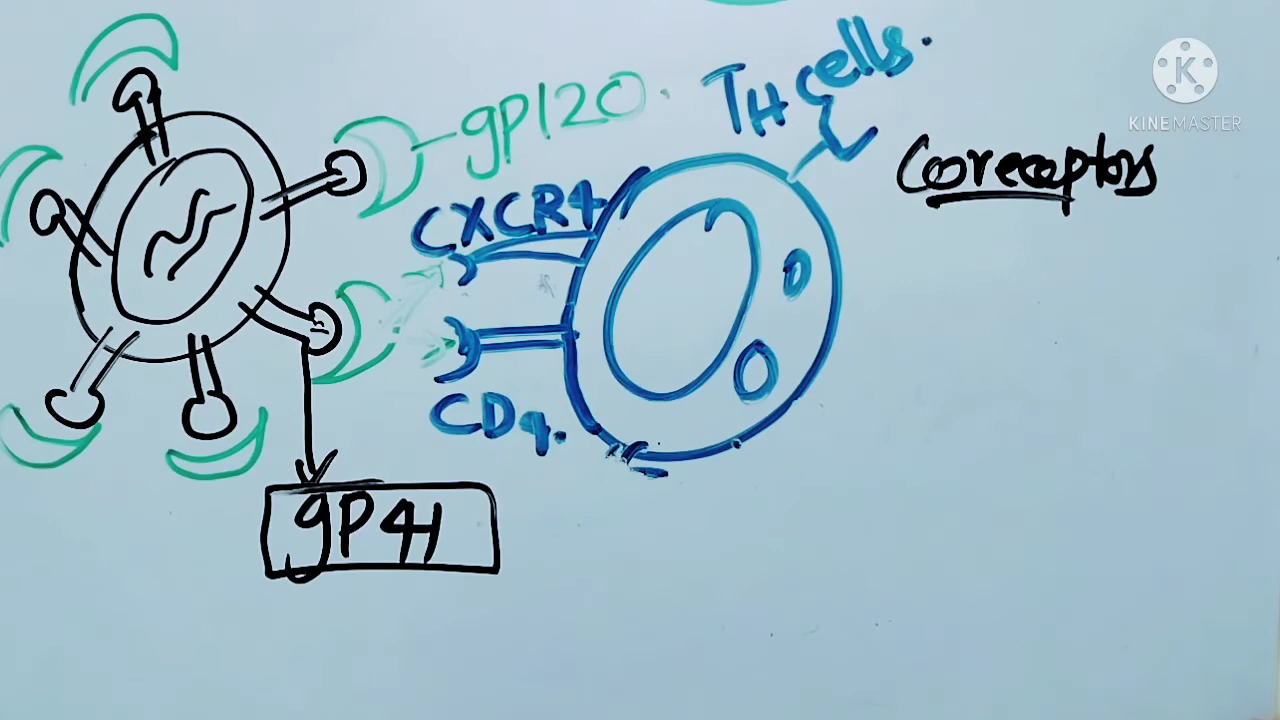 gp120
TH cells.
CXCR4
Coreceptors
CD4.
gp41
K
KINEMASTER